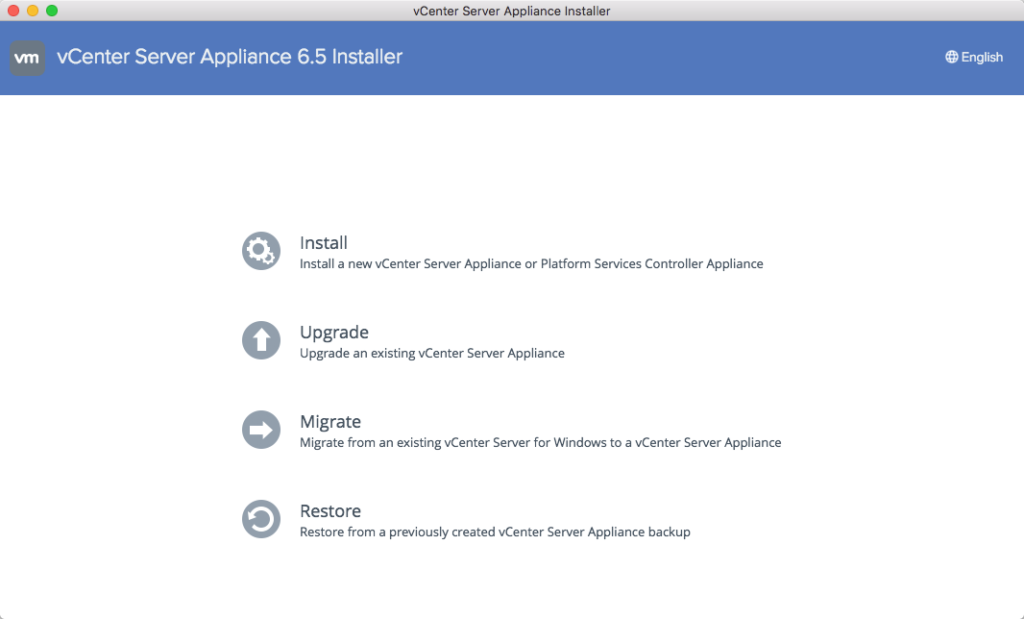 vCenter Server Appliance Installer
vm vCenter Server Appliance 6.5 Installer English
Install
Install a new vCenter Server Appliance or Platform Services Controller Appliance
Upgrade
Upgrade an existing vCenter Server Appliance
Migrate
Migrate from an existing vCenter Server for Windows to a vCenter Server Appliance
Restore
Restore from a previously created vCenter Server Appliance backup